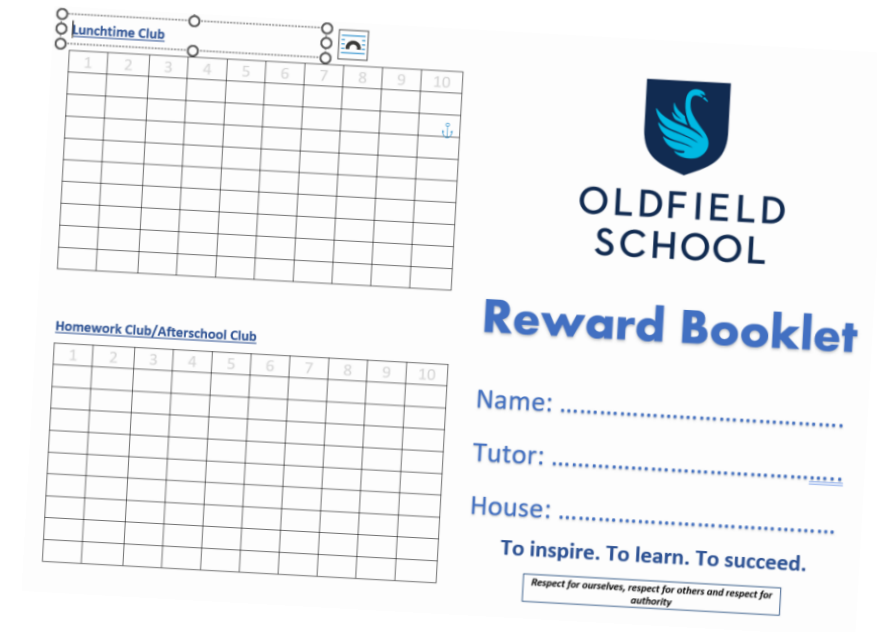 Lunchtime Club
1 2 3 4 5 6 7 8 9 10
Homework Club/Afterschool Club
1 2 3 4 5 6 7 8 9 10
OLDFIELD
SCHOOL
Reward Booklet
Name: ...............................................
Tutor: ................................................
House: ..............................................
To inspire. To learn. To succeed.
Respect for ourselves, respect for others and respect for
authority